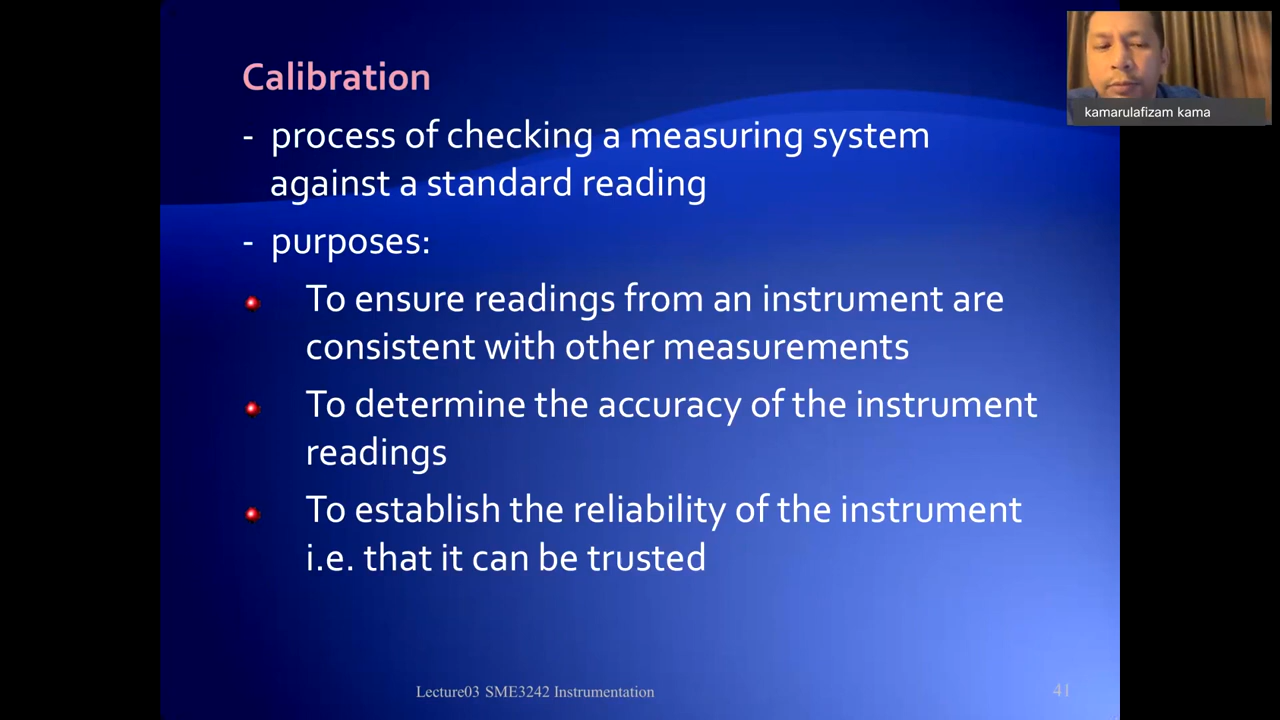 Calibration
- process of checking a measuring system
against a standard reading
- purposes:
To ensure readings from an instrument are
consistent with other measurements
To determine the accuracy of the instrument
readings
To establish the reliability of the instrument
i.e. that it can be trusted
Lecture03 SME3242 Instrumentation
41
kamarulafizam kama